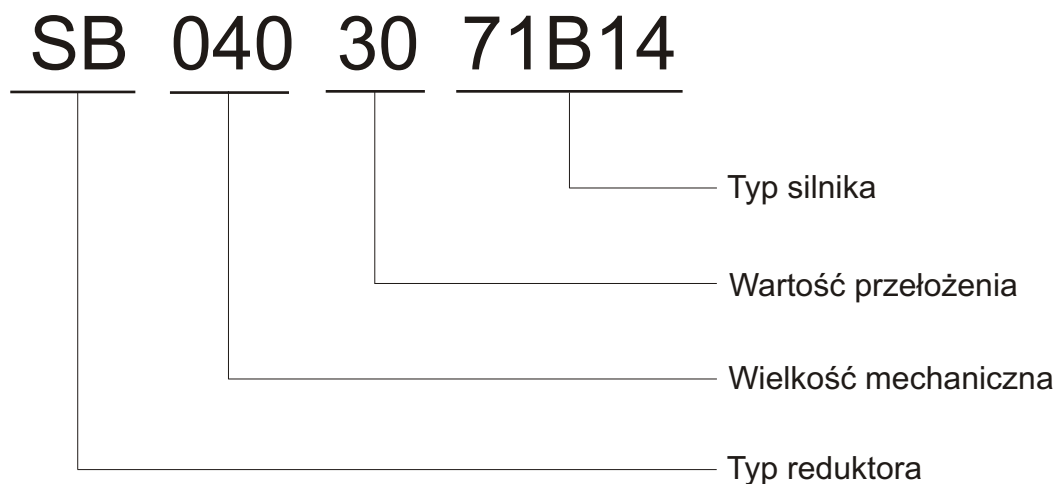 SB 040 30 71B14
Typ silnika
Wartość przełożenia
Wielkość mechaniczna
Typ reduktora